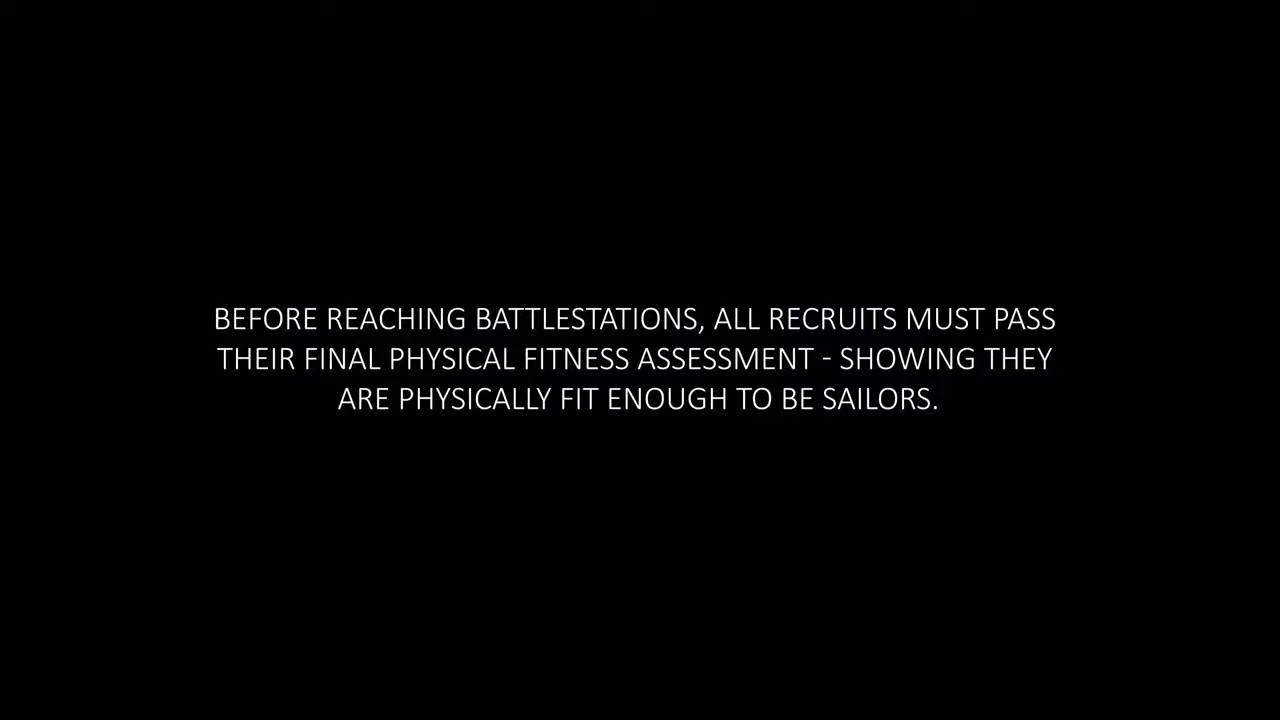 BEFORE REACHING BATTLESTATIONS, ALL RECRUITS MUST PASS
THEIR FINAL PHYSICAL FITNESS ASSESSMENT - SHOWING THEY
ARE PHYSICALLY FIT ENOUGH TO BE SAILORS.